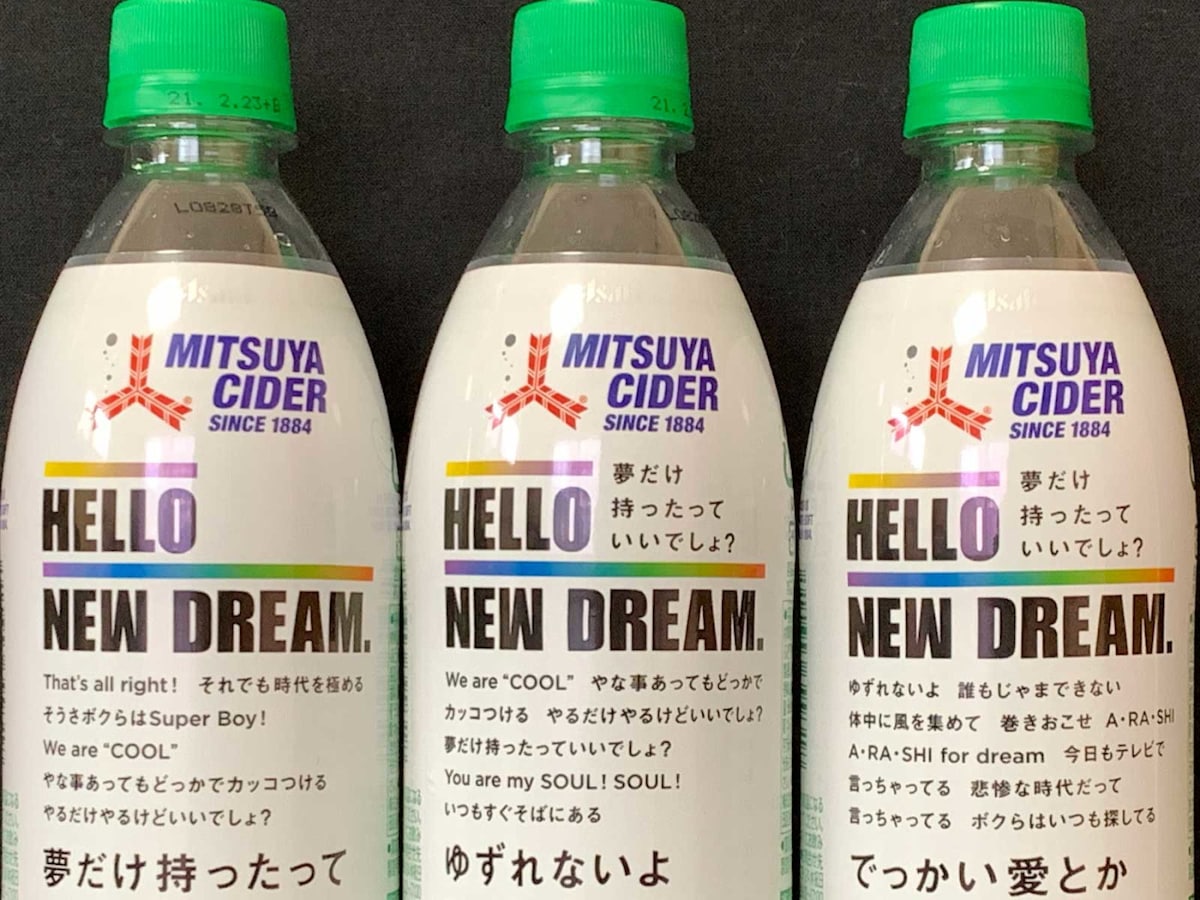 21. 2.23+B
LO828T
Asahi
MITSUYA
CIDER
SINCE 1884
HELLO
NEW DREAM.
That's all right! それでも時代を極める
そうさボクらはSuper Boy!
We are “COOL”
やな事あってもどっかでカッコつける
やるだけやるけどいいでしょ?
夢だけ持ったって
21.
Asahi
MITSUYA
CIDER
SINCE 1884
HELLO
夢だけ
持ったって
いいでしょ?
NEW DREAM.
We are “COOL” やな事あってもどっかで
カッコつける やるだけやるけどいいでしょ?
夢だけ持ったっていいでしょ?
You are my SOUL! SOUL!
いつもすぐそばにある
ゆずれないよ
Asahi
MITSUYA
CIDER
SINCE 1884
HELLO
夢だけ
持ったって
いいでしょ?
NEW DREAM.
ゆずれないよ 誰もじゃまできない
体中に風を集めて 巻きおこせ A・RA・SHI
A・RA・SHI for dream 今日もテレビで
言っちゃってる 悲惨な時代だって
言っちゃってる ボクらはいつも探してる
でっかい愛とか